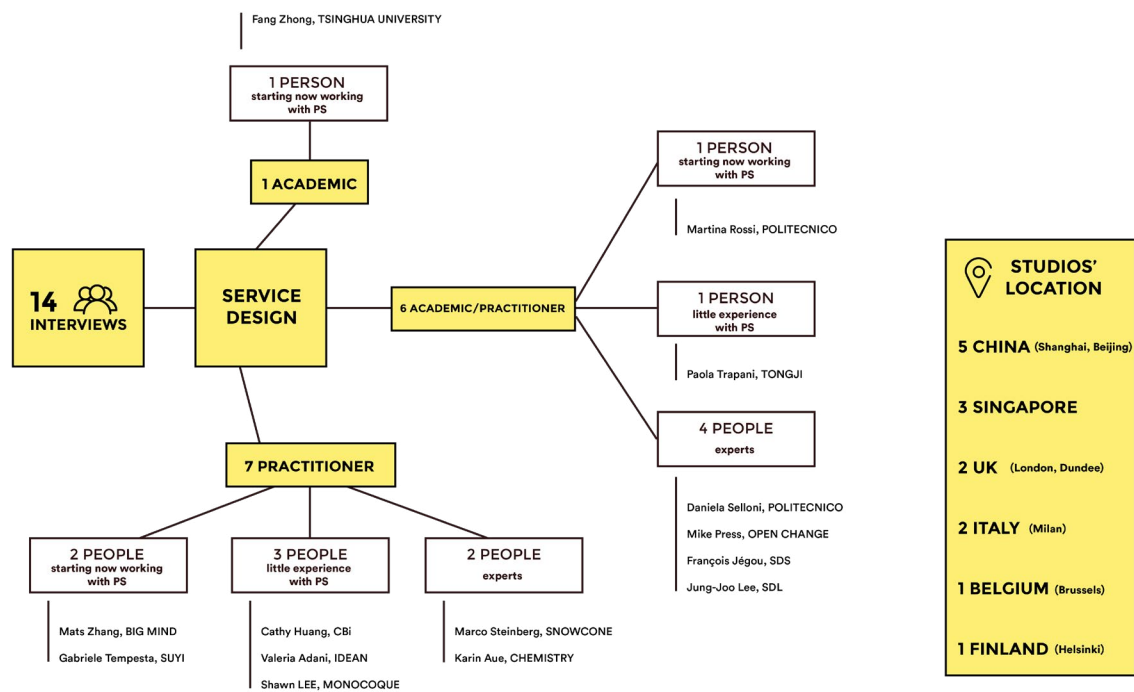 Fang Zhong, TSINGHUA UNIVERSITY
1 PERSON
starting now working
with PS
1 ACADEMIC
14
INTERVIEWS
SERVICE
DESIGN
6 ACADEMIC/PRACTITIONER
1 PERSON
starting now working
with PS
Martina Rossi, POLITECNICO
1 PERSON
little experience
with PS
Paola Trapani, TONGJI
4 PEOPLE
experts
Daniela Selloni, POLITECNICO
Mike Press, OPEN CHANGE
François Jégou, SDS
Jung-Joo Lee, SDL
7 PRACTITIONER
2 PEOPLE
starting now working
with PS
Mats Zhang, BIG MIND
Gabriele Tempesta, SUYI
3 PEOPLE
little experience
with PS
Cathy Huang, CBi
Valeria Adani, IDEAN
Shawn LEE, MONOCOQUE
2 PEOPLE
experts
Marco Steinberg, SNOWCONE
Karin Aue, CHEMISTRY
STUDIOS'
LOCATION
5 CHINA (Shanghai, Beijing)
3 SINGAPORE
2 UK (London, Dundee)
2 ITALY (Milan)
1 BELGIUM (Brussels)
1 FINLAND (Helsinki)